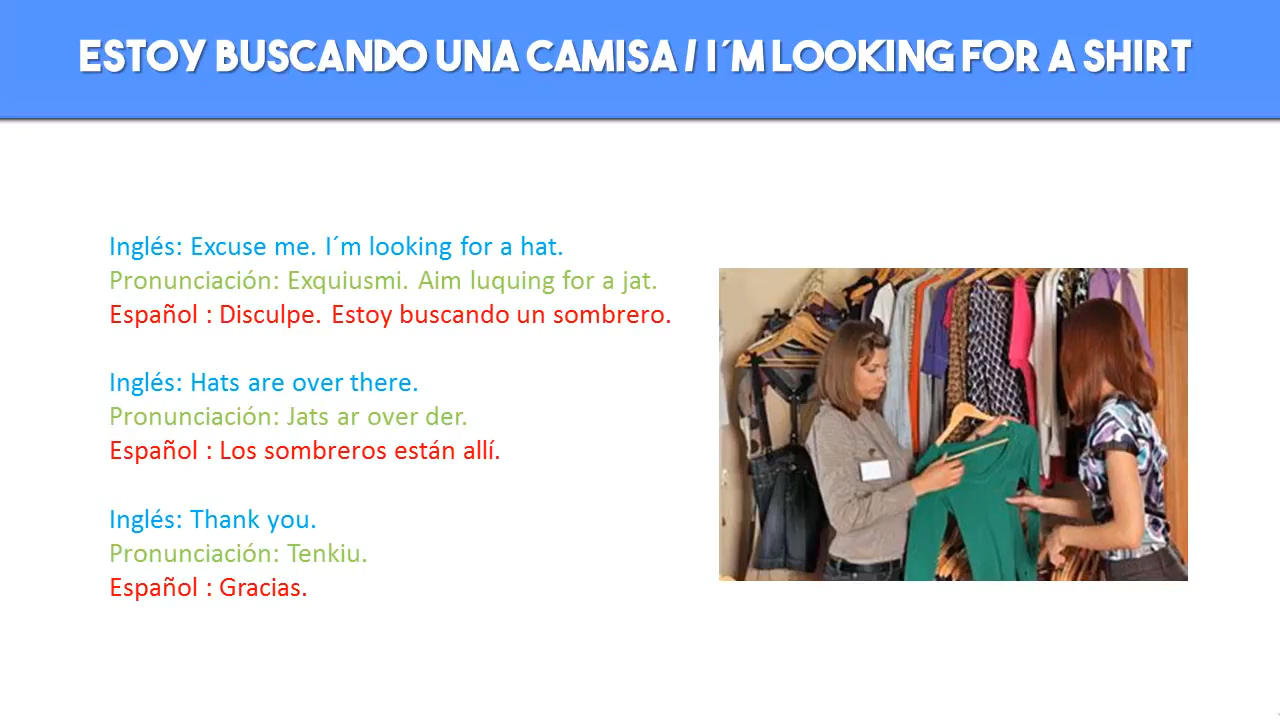 ESTOY BUSCANDO UNA CAMISA / I´M LOOKING FOR A SHIRT
Inglés: Excuse me. I´m looking for a hat.
Pronunciación: Exquiusmi. Aim luquing for a jat.
Español : Disculpe. Estoy buscando un sombrero.
Inglés: Hats are over there.
Pronunciación: Jats ar over der.
Español : Los sombreros están allí.
Inglés: Thank you.
Pronunciación: Tenkiu.
Español : Gracias.